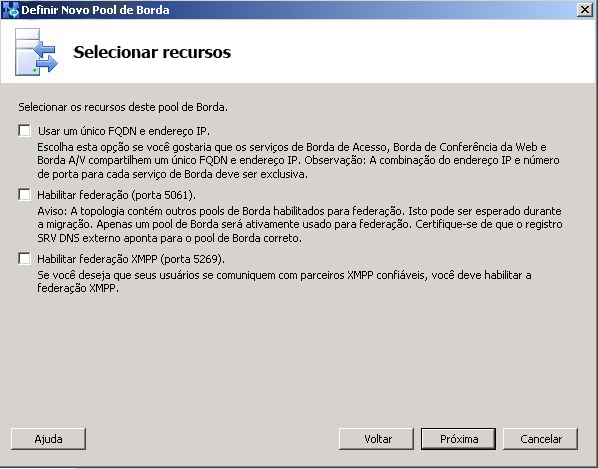 Definir Novo Pool de Borda
Selecionar recursos
Selecionar os recursos deste pool de Borda.
Usar um único FQDN e endereço IP.
Escolha esta opção se você gostaria que os serviços de Borda de Acesso, Borda de Conferência da Web e
Borda A/V compartilhem um único FQDN e endereço IP. Observação: A combinação do endereço IP e número
de porta para cada serviço de Borda deve ser exclusiva.
Habilitar federação (porta 5061).
Aviso: A topologia contém outros pools de Borda habilitados para federação. Isto pode ser esperado durante
a migração. Apenas um pool de Borda será ativamente usado para federação. Certifique-se de que o registro
SRV DNS externo aponta para o pool de Borda correto.
Habilitar federação XMPP (porta 5269).
Se você deseja que seus usuários se comuniquem com parceiros XMPP confiáveis, você deve habilitar a
federação XMPP.
Ajuda
Voltar
Próxima
Cancelar